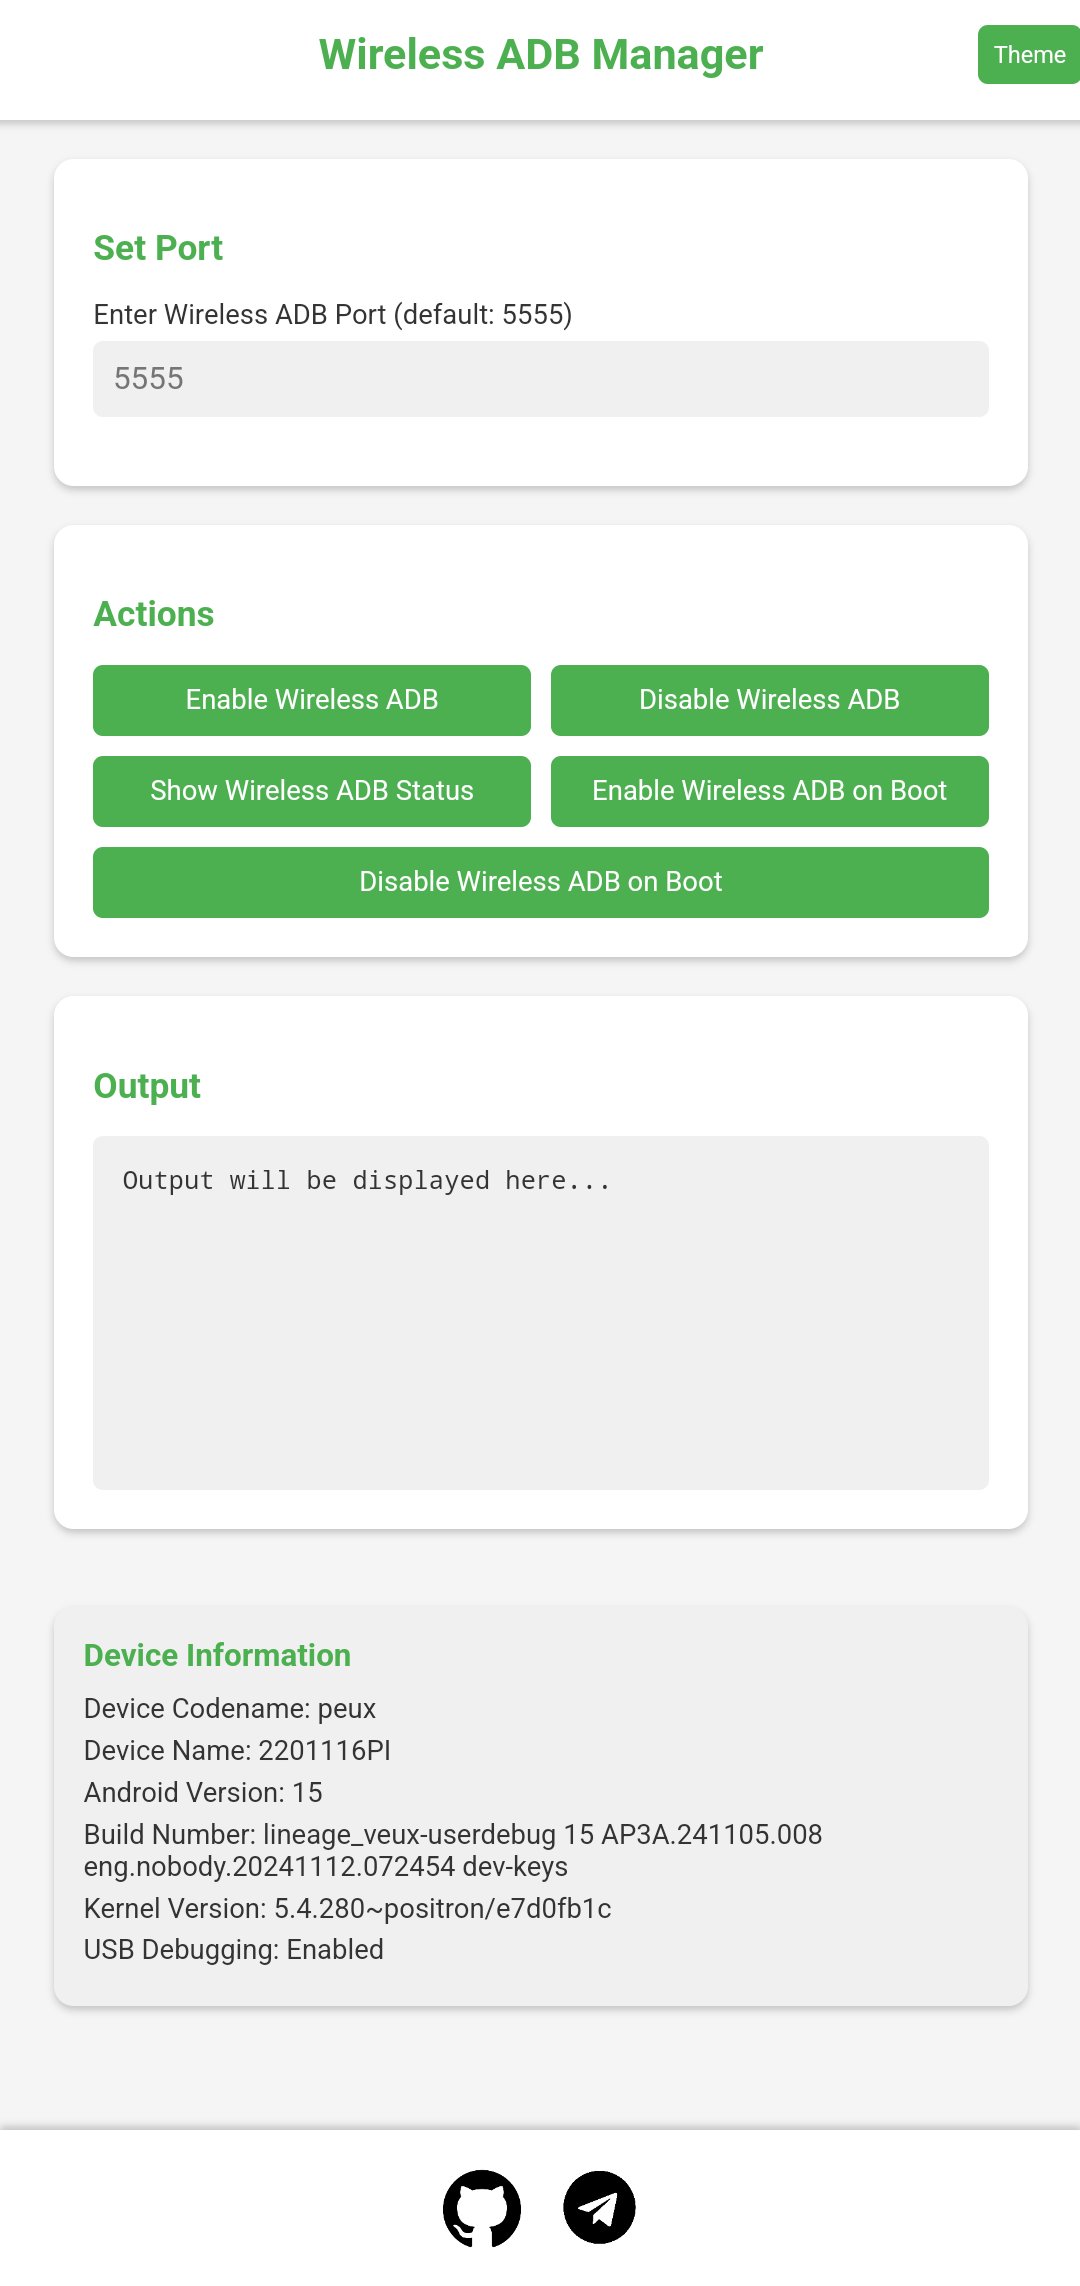 Wireless ADB Manager
Theme
Set Port
Enter Wireless ADB Port (default: 5555)
5555
Actions
Enable Wireless ADB
Disable Wireless ADB
Show Wireless ADB Status
Enable Wireless ADB on Boot
Disable Wireless ADB on Boot
Output
Output will be displayed here...
Device Information
Device Codename: peux
Device Name: 2201116PI
Android Version: 15
Build Number: lineage_veux-userdebug 15 AP3A.241105.008
eng.nobody.20241112.072454 dev-keys
Kernel Version: 5.4.280~positron/e7d0fb1c
USB Debugging: Enabled